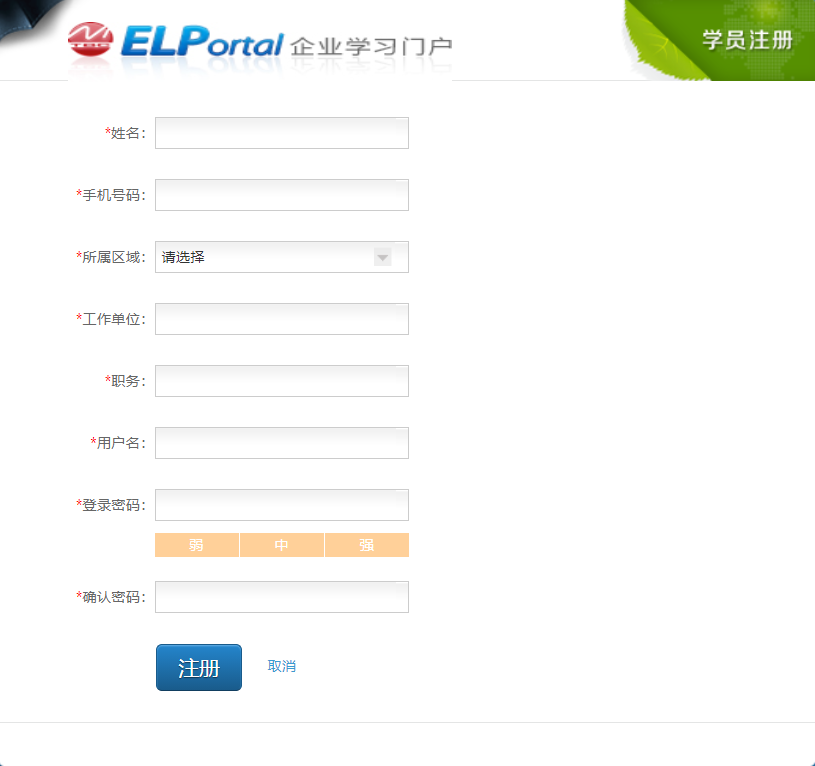 ELPortal 企业学习门户
学员注册
*姓名：
*手机号码：
*所属区域： 请选择
*工作单位：
*职务：
*用户名：
*登录密码：
弱 中 强
*确认密码：
注册 取消